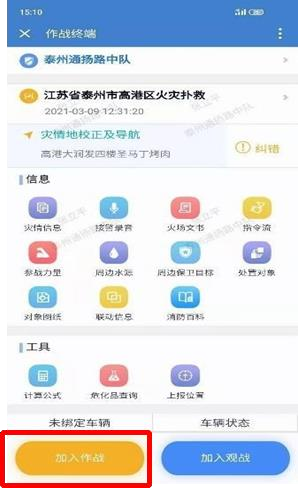 15:10
作战终端
泰州通扬路中队
江苏省泰州市高港区火灾扑救
2021-03-09 12:31:20
灾情地校正及导航
高港大润发四楼圣马丁烤肉
纠错
信息
灾情信息 接警录音 火场文书 指令流
参战力量 周边水源 周边保卫目标 处置对象
对象图纸 联动信息 消防百科
工具
计算公式 危化品查询 上报位置
未绑定车辆 车辆状态
加入作战 加入观战